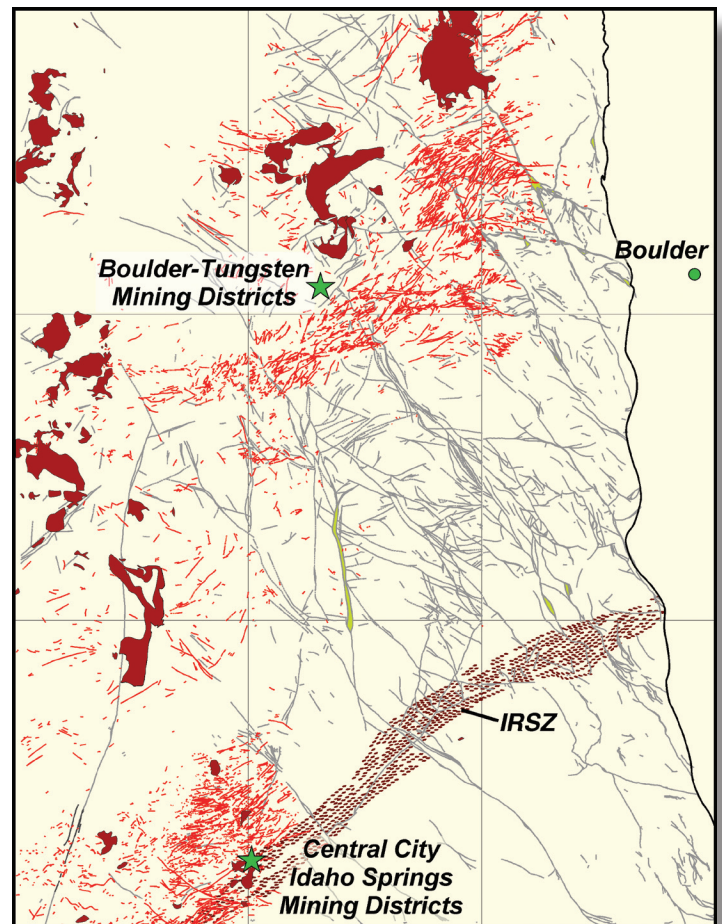 Boulder
Boulder-Tungsten
Mining Districts
IRSZ
Central City
Idaho Springs
Mining Districts